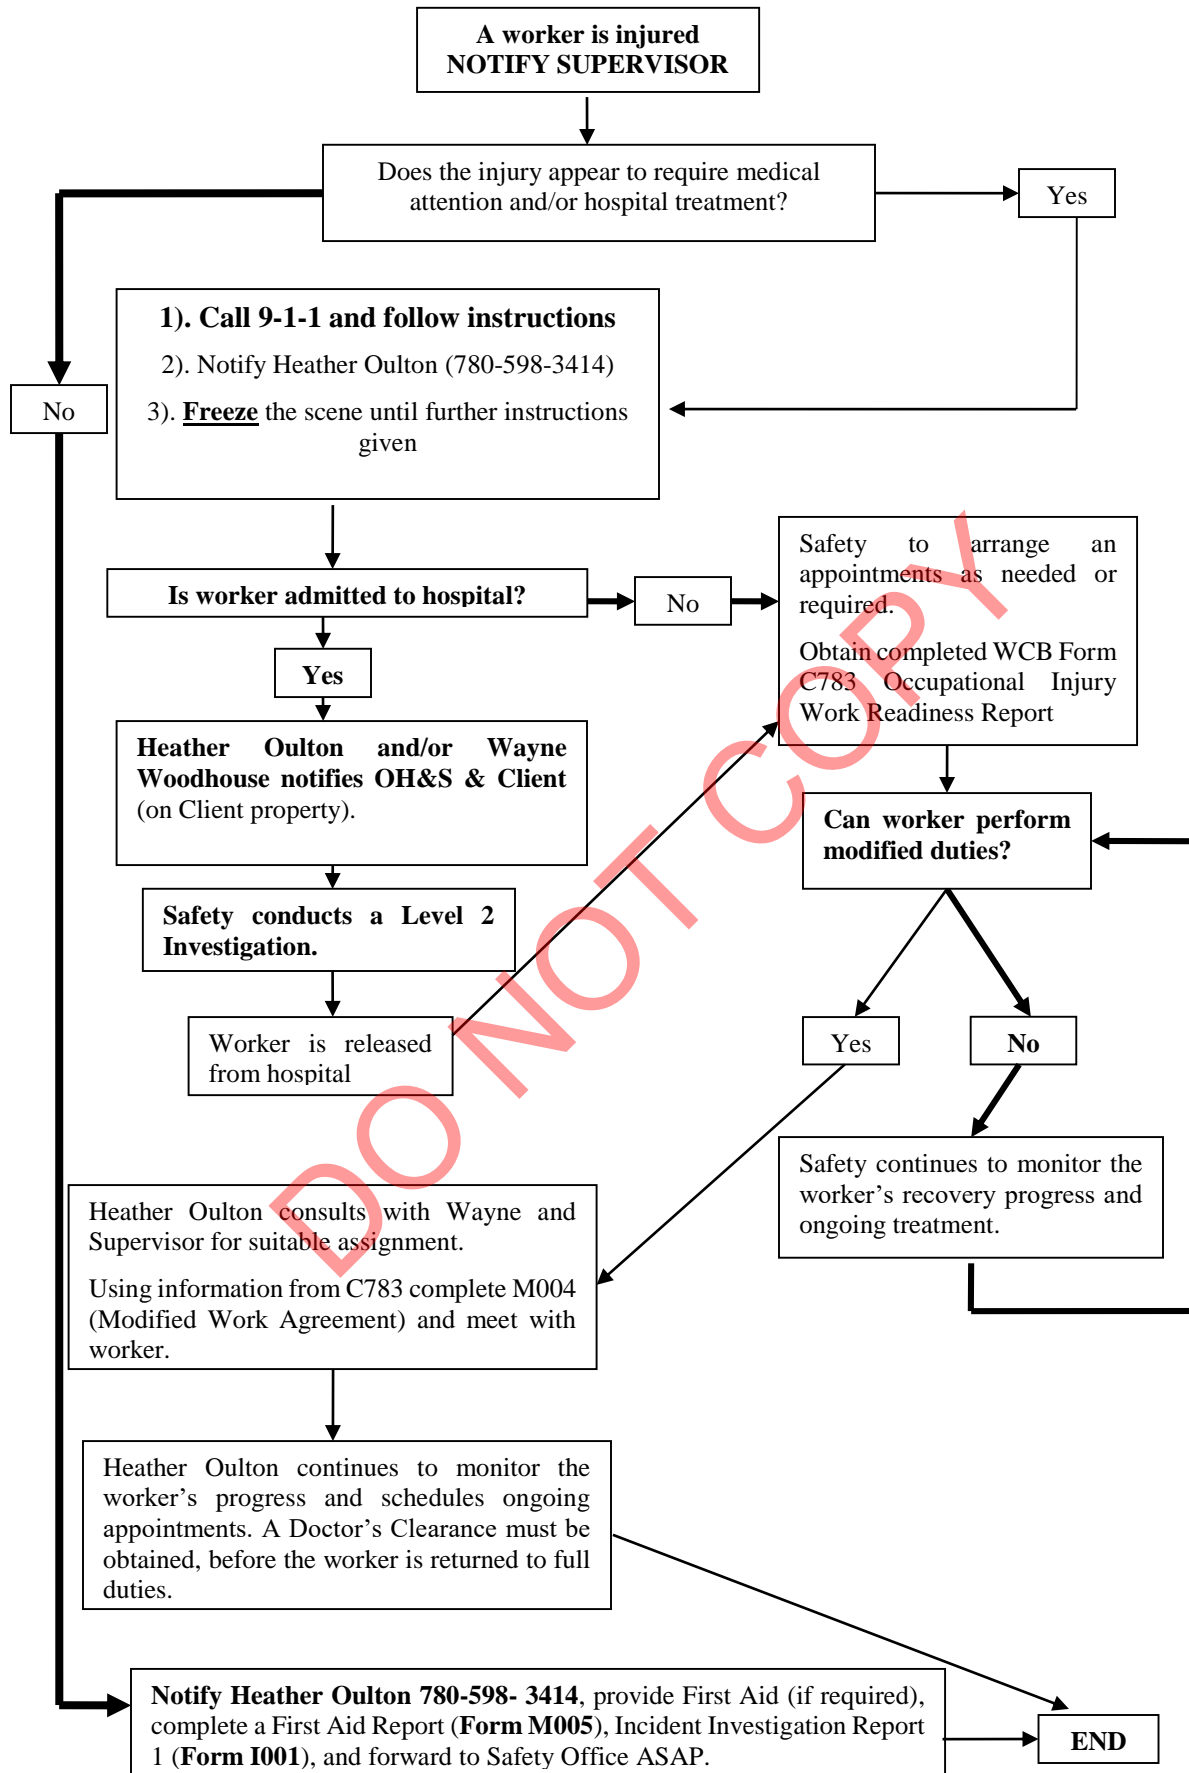 A worker is injured
NOTIFY SUPERVISOR
Does the injury appear to require medical
attention and/or hospital treatment?
Yes
1). Call 9-1-1 and follow instructions
2). Notify Heather Oulton (780-598-3414)
3). Freeze the scene until further instructions
given
No
Is worker admitted to hospital?
No
Safety to arrange an
appointments as needed or
required.
Obtain completed WCB Form
C783 Occupational Injury
Work Readiness Report
Yes
Heather Oulton and/or Wayne
Woodhouse notifies OH&S & Client
(on Client property).
Can worker perform
modified duties?
Safety conducts a Level 2
Investigation.
Worker is released
from hospital
Yes
No
Safety continues to monitor the
worker's recovery progress and
ongoing treatment.
Heather Oulton consults with Wayne and
Supervisor for suitable assignment.
Using information from C783 complete M004
(Modified Work Agreement) and meet with
worker.
Heather Oulton continues to monitor the
worker's progress and schedules ongoing
appointments. A Doctor's Clearance must be
obtained, before the worker is returned to full
duties.
Notify Heather Oulton 780-598- 3414, provide First Aid (if required),
complete a First Aid Report (Form M005), Incident Investigation Report
1 (Form I001), and forward to Safety Office ASAP.
END
DO NOT COPY